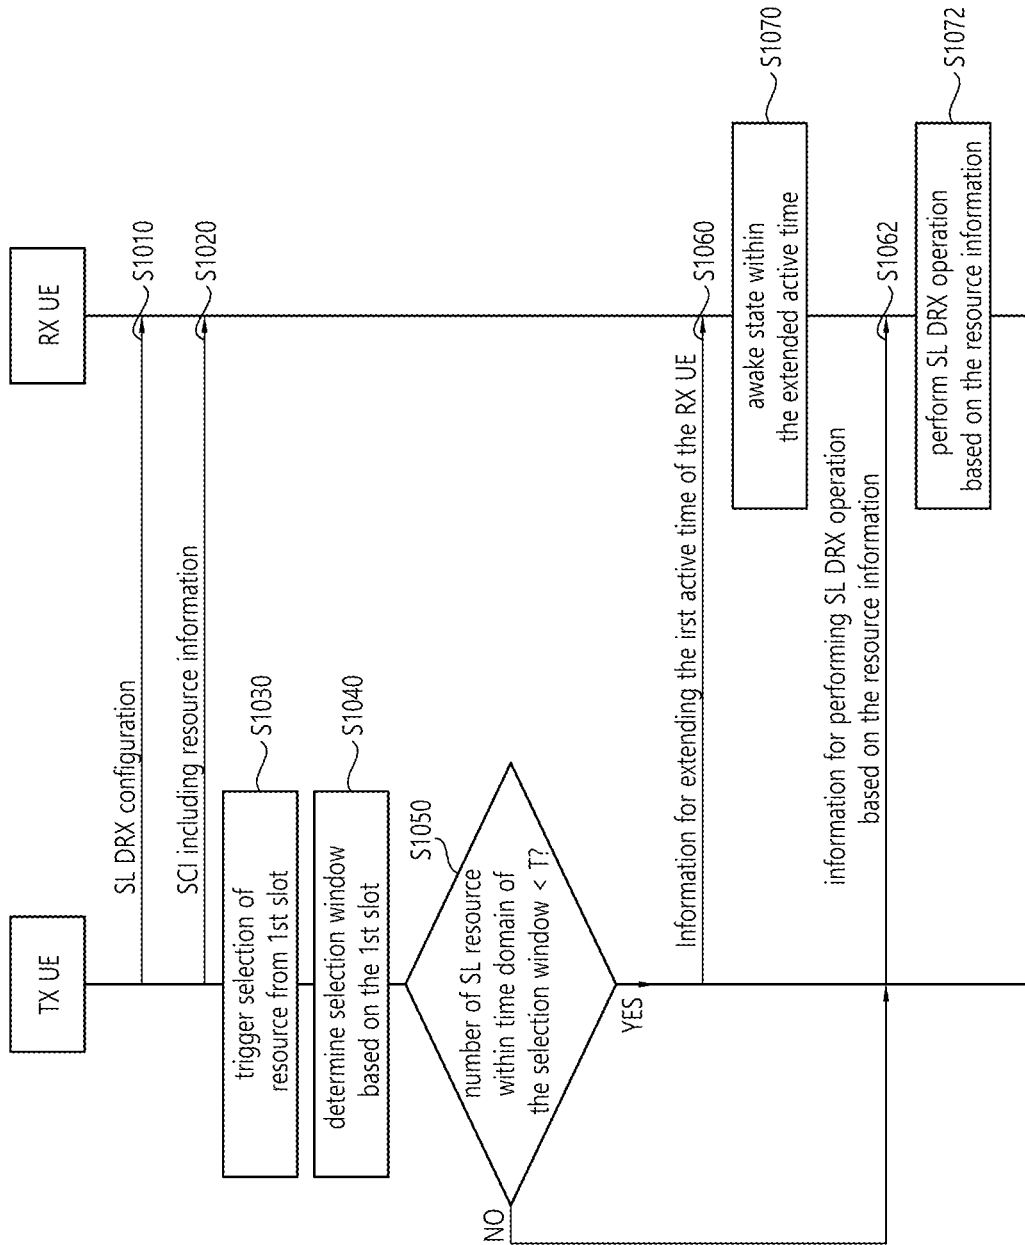 TX UE
RX UE
SL DRX configuration
S1010
SCI including resource information
S1020
trigger selection of
resource from 1st slot
S1030
determine selection window
based on the 1st slot
S1040
number of SL resource
within time domain of
the selection window < T?
S1050
YES
NO
Information for extending the irst active time of the RX UE
S1060
awake state within
the extended active time
S1070
information for performing SL DRX operation
based on the resource information
S1062
perform SL DRX operation
based on the resource information
S1072